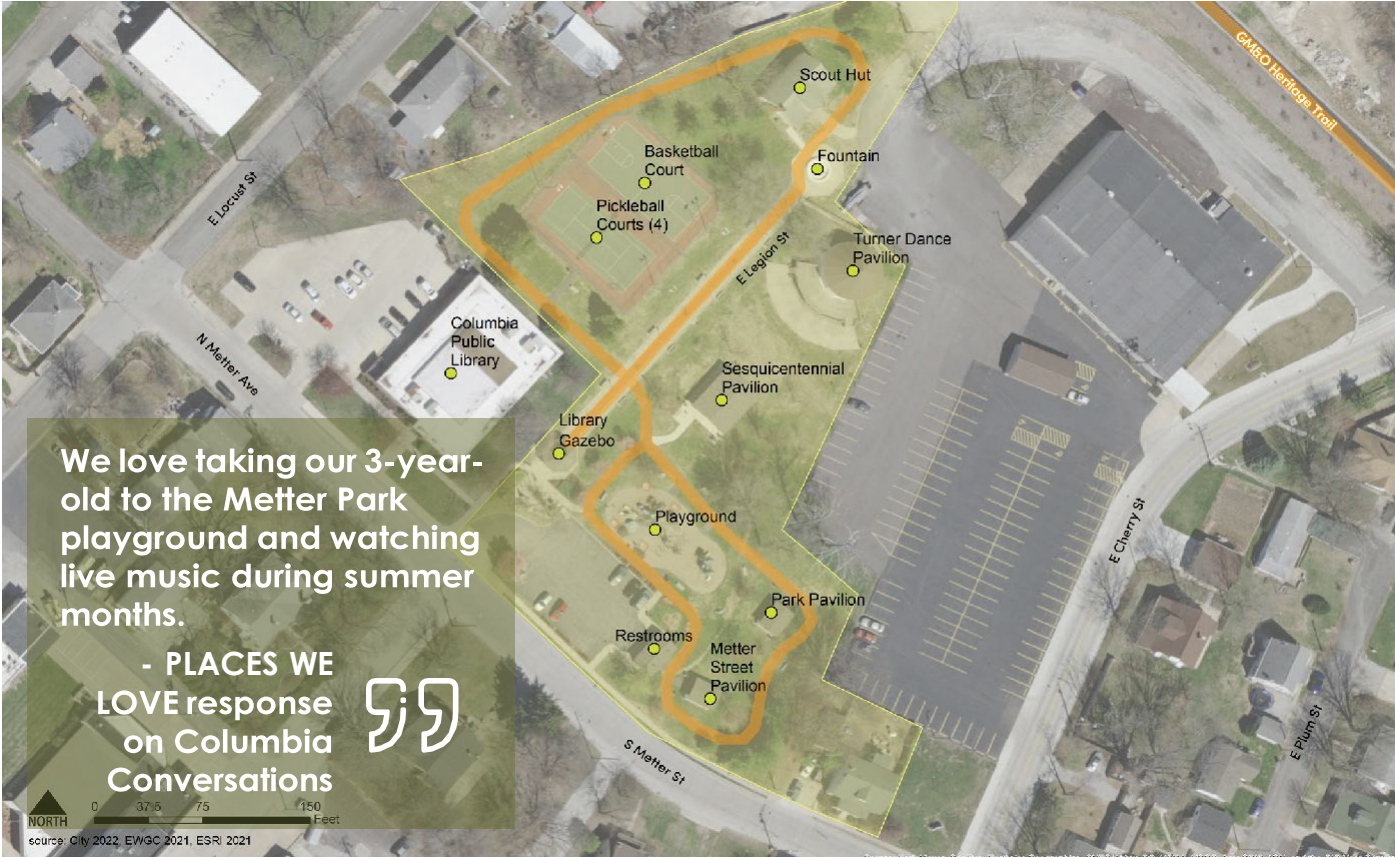 GM&O Heritage Trail
Scout Hut
Basketball
Court
Fountain
Pickleball
Courts (4)
E Locust St
E Legion St
Turner Dance
Pavilion
Columbia
Public
Library
N Metter Ave
Sesquicentennial
Pavilion
Library
Gazebo
Playground
E Cherry St
Park Pavilion
Restrooms
Metter
Street
Pavilion
S Metter St
E Plum St
We love taking our 3-year-
old to the Metter Park
playground and watching
live music during summer
months.
- PLACES WE
LOVE response
on Columbia
Conversations
NORTH
0 37.5 75 150
Feet
source: City 2022, EWGC 2021, ESRI 2021